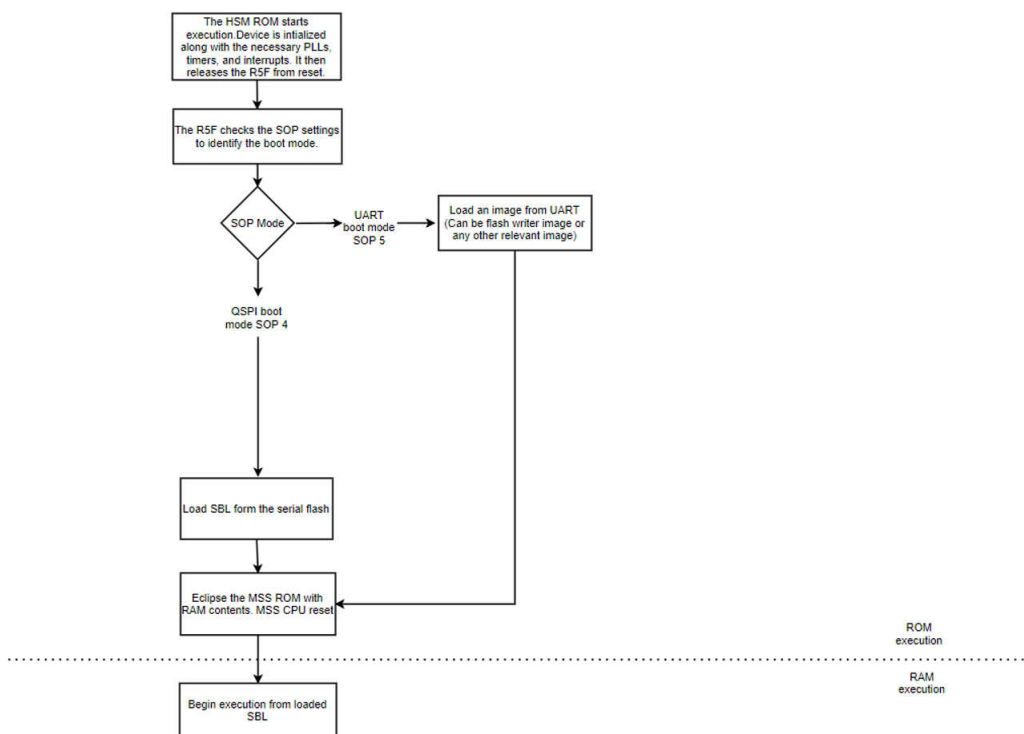 The HSM ROM starts
execution.Device is intialized
along with the necessary PLLs,
timers, and interrupts. It then
releases the R5F from reset.
The R5F checks the SOP settings
to identify the boot mode.
SOP Mode
UART
boot mode
SOP 5
Load an image from UART
(Can be flash writer image or
any other relevant image)
QSPI boot
mode SOP 4
Load SBL form the serial flash
Eclipse the MSS ROM with
RAM contents. MSS CPU reset
ROM
execution
RAM
execution
Begin execution from loaded
SBL